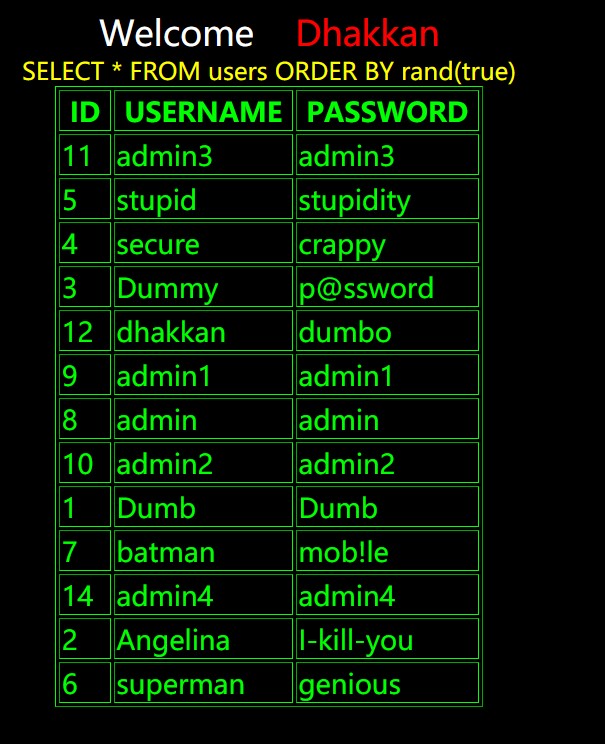 Welcome Dhakkan
SELECT * FROM users ORDER BY rand(true)
ID USERNAME PASSWORD
11 admin3 admin3
5 stupid stupidity
4 secure crappy
3 Dummy p@ssword
12 dhakkan dumbo
9 admin1 admin1
8 admin admin
10 admin2 admin2
1 Dumb Dumb
7 batman mob!le
14 admin4 admin4
2 Angelina I-kill-you
6 superman genious